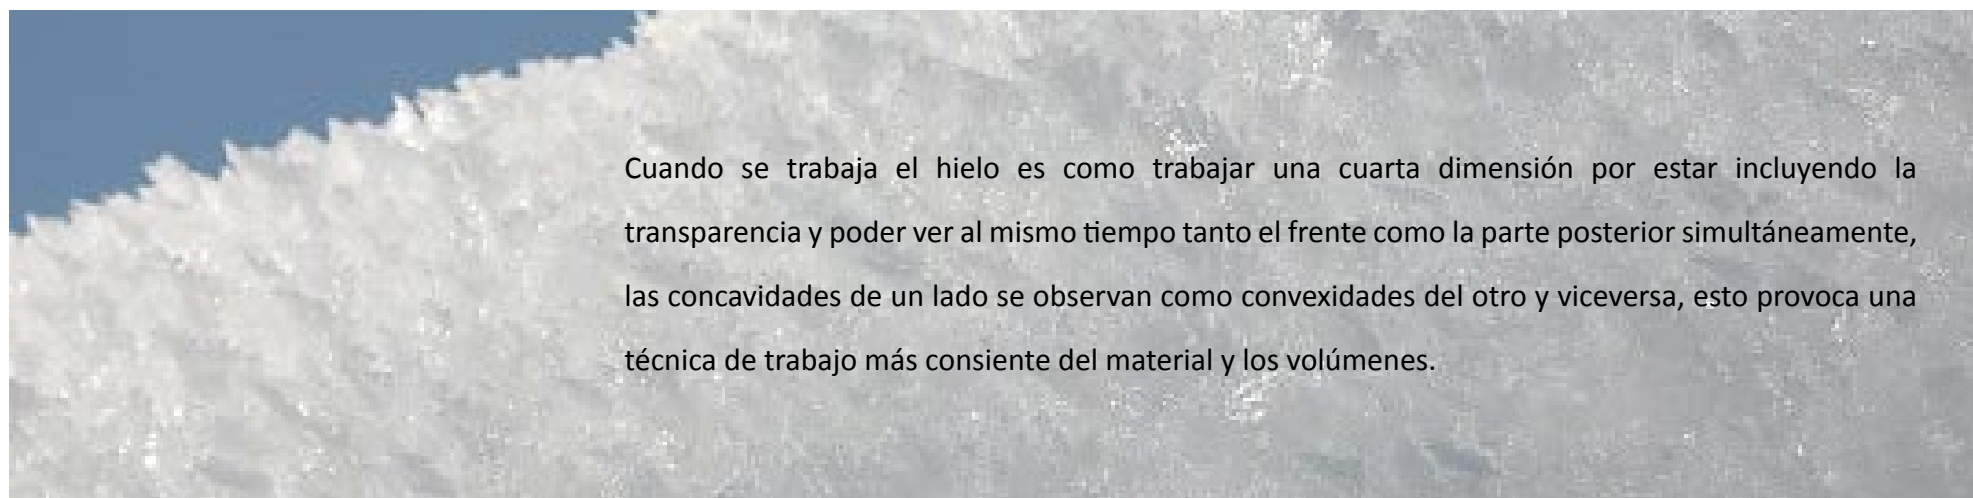 Cuando se trabaja el hielo es como trabajar una cuarta dimensión por estar incluyendo la
transparencia y poder ver al mismo tiempo tanto el frente como la parte posterior simultáneamente,
las concavidades de un lado se observan como convexidades del otro y viceversa, esto provoca una
técnica de trabajo más consiente del material y los volúmenes.